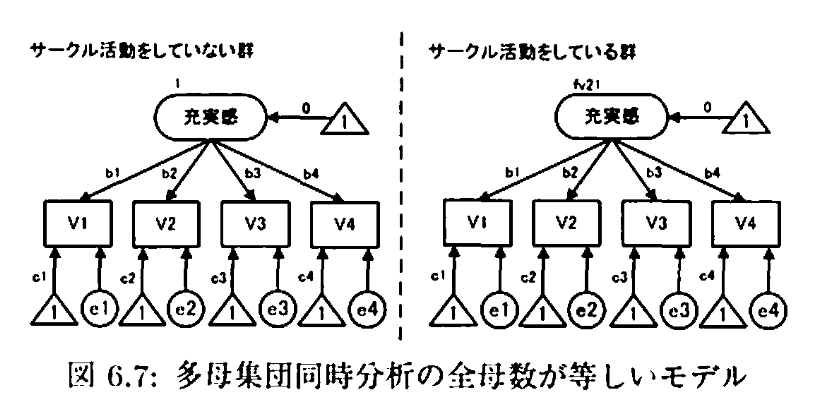 サークル活動をしていない群
サークル活動をしている群
1
充実感
0
1
fv21
充実感
0
1
b1 b2 b3 b4
b1 b2 b3 b4
V1 V2 V3 V4
V1 V2 V3 V4
c1 c2 c3 c4
c1 c2 c3 c4
1 e1 1 e2 1 e3 1 e4
1 e1 1 e2 1 e3 1 e4
図 6.7: 多母集団同時分析の全母数が等しいモデル